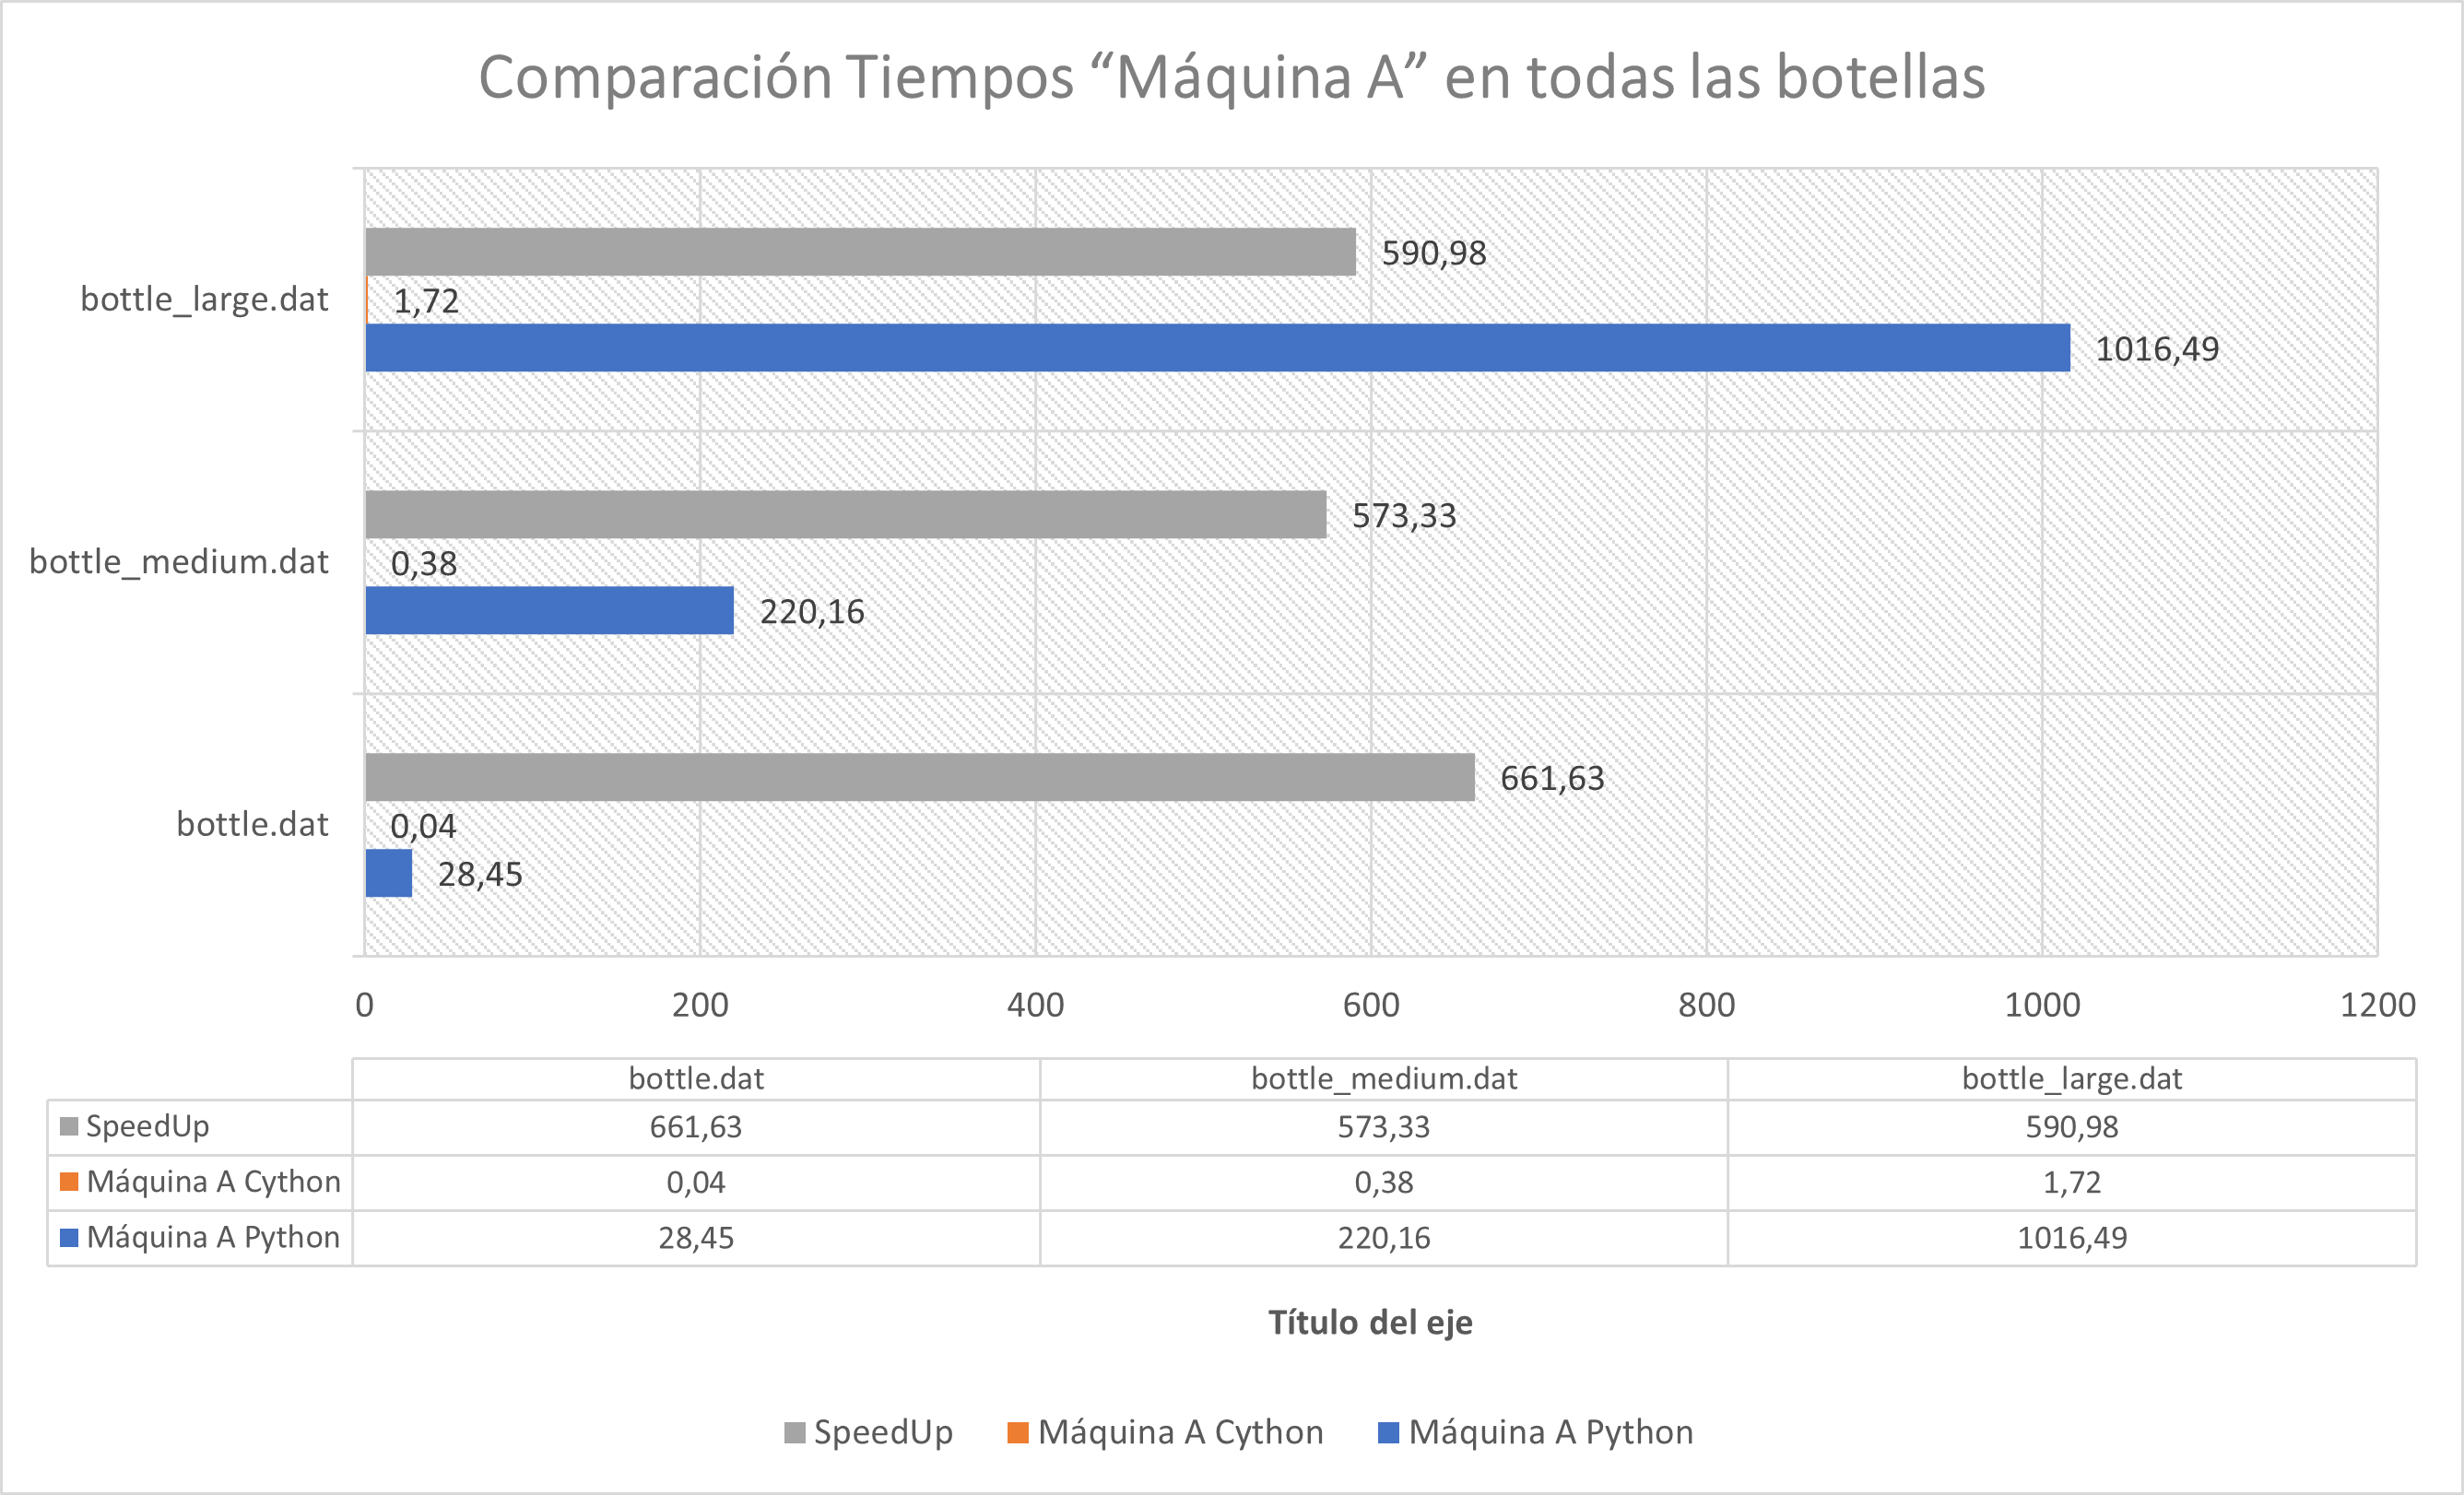 Comparación Tiempos “Máquina A” en todas las botellas
bottle_large.dat
590,98
1,72
1016,49
bottle_medium.dat
573,33
0,38
220,16
bottle.dat
661,63
0,04
28,45
0 200 400 600 800 1000 1200
bottle.dat bottle_medium.dat bottle_large.dat
SpeedUp 661,63 573,33 590,98
Máquina A Cython 0,04 0,38 1,72
Máquina A Python 28,45 220,16 1016,49
Título del eje
SpeedUp Máquina A Cython Máquina A Python